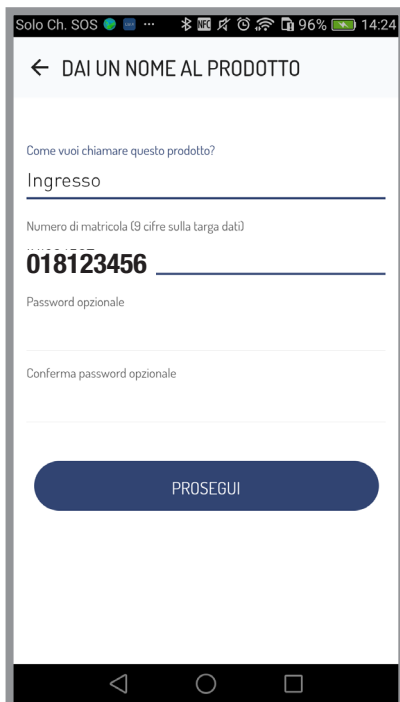 Solo Ch. SOS ... 96% 14:24
← DAI UN NOME AL PRODOTTO
Come vuoi chiamare questo prodotto?
Ingresso
Numero di matricola (9 cifre sulla targa dati)
018123456
Password opzionale
Conferma password opzionale
PROSEGUI